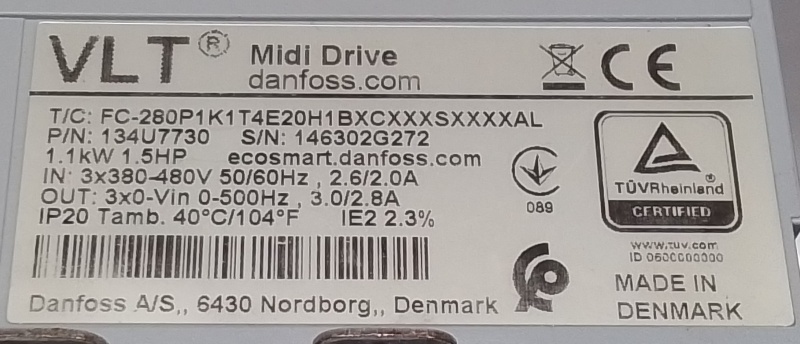 VLT® Midi Drive
danfoss.com
T/C: FC-280P1K1T4E20H1BXCXXXSXXXXAL
P/N: 134U7730 S/N: 146302G272
1.1kW 1.5HP ecosmart.danfoss.com
IN: 3x380-480V 50/60Hz , 2.6/2.0A
OUT: 3x0-Vin 0-500Hz , 3.0/2.8A
IP20 Tamb. 40°C/104°F IE2 2.3%
Danfoss A/S,, 6430 Nordborg,, Denmark
CE
089
TÜVRheinland®
CERTIFIED
www.tuv.com
ID 0600000000
MADE IN
DENMARK